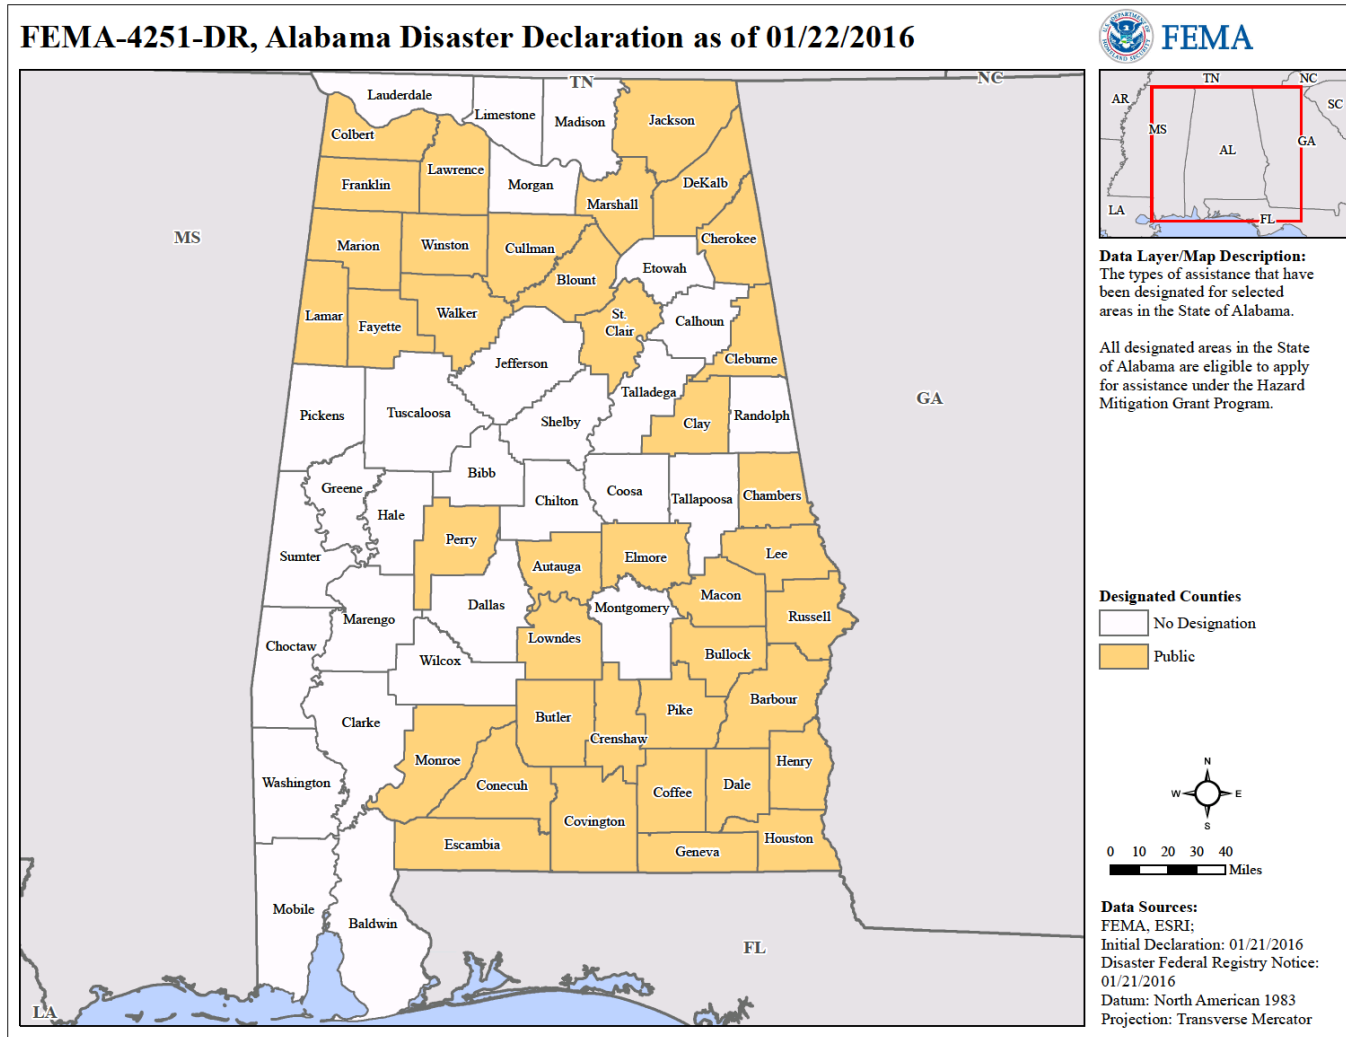 FEMA-4251-DR, Alabama Disaster Declaration as of 01/22/2016
U.S. DEPARTMENT OF HOMELAND SECURITY
FEMA
TN
NC
Lauderdale
Limestone
Madison
Jackson
Colbert
Lawrence
Franklin
Morgan
DeKalb
Marshall
MS
Marion
Winston
Cullman
Cherokee
Etowah
Blount
Lamar
Fayette
Walker
St.
Clair
Calhoun
Jefferson
Cleburne
Talladega
GA
Pickens
Tuscaloosa
Shelby
Clay
Randolph
Bibb
Greene
Hale
Chilton
Coosa
Tallapoosa
Chambers
Sumter
Perry
Autauga
Elmore
Lee
Dallas
Montgomery
Macon
Russell
Marengo
Choctaw
Lowndes
Bullock
Wilcox
Barbour
Clarke
Butler
Crenshaw
Pike
Monroe
Washington
Conecuh
Coffee
Dale
Henry
Covington
Escambia
Geneva
Houston
Mobile
Baldwin
FL
LA
TN
NC
AR
SC
MS
AL
GA
LA
FL
Data Layer/Map Description:
The types of assistance that have
been designated for selected
areas in the State of Alabama.
All designated areas in the State
of Alabama are eligible to apply
for assistance under the Hazard
Mitigation Grant Program.
Designated Counties
No Designation
Public
N
W E
S
0 10 20 30 40
Miles
Data Sources:
FEMA, ESRI;
Initial Declaration: 01/21/2016
Disaster Federal Registry Notice:
01/21/2016
Datum: North American 1983
Projection: Transverse Mercator